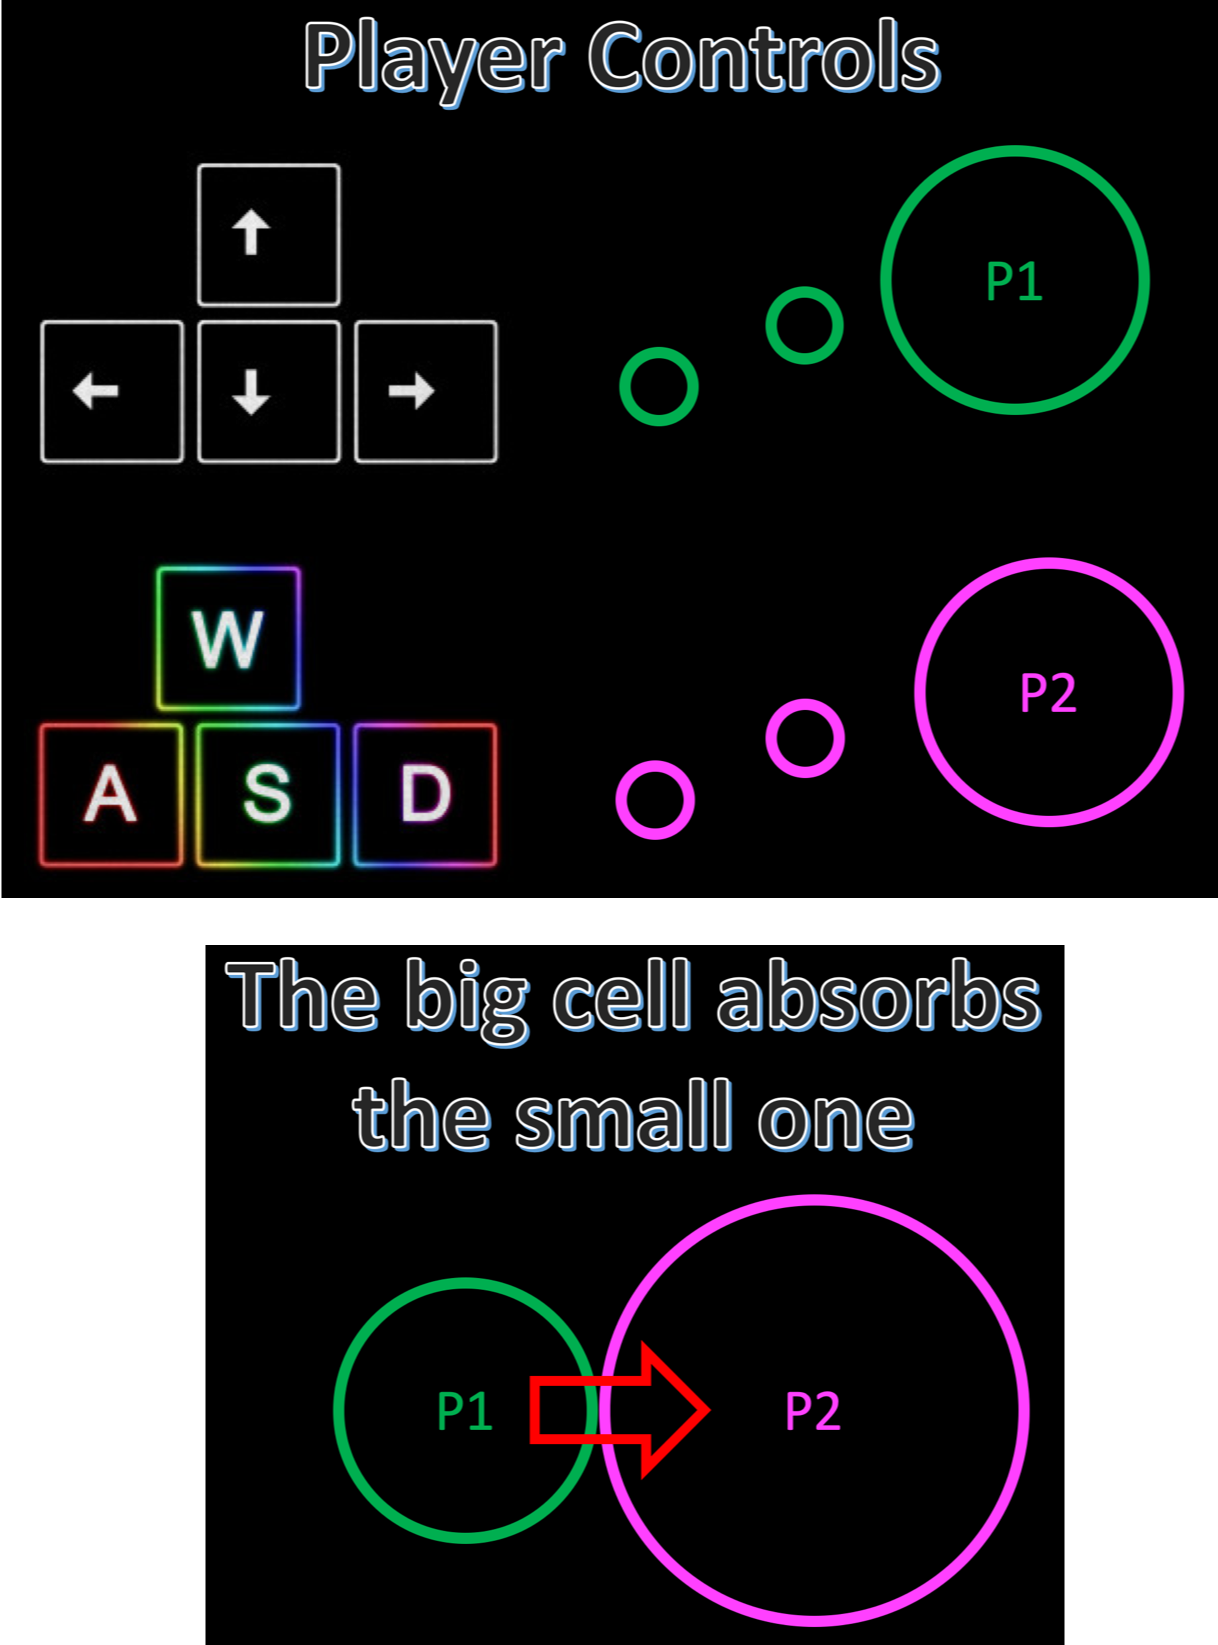 Player Controls
P1
W
A S D
P2
The big cell absorbs
the small one
P1
P2